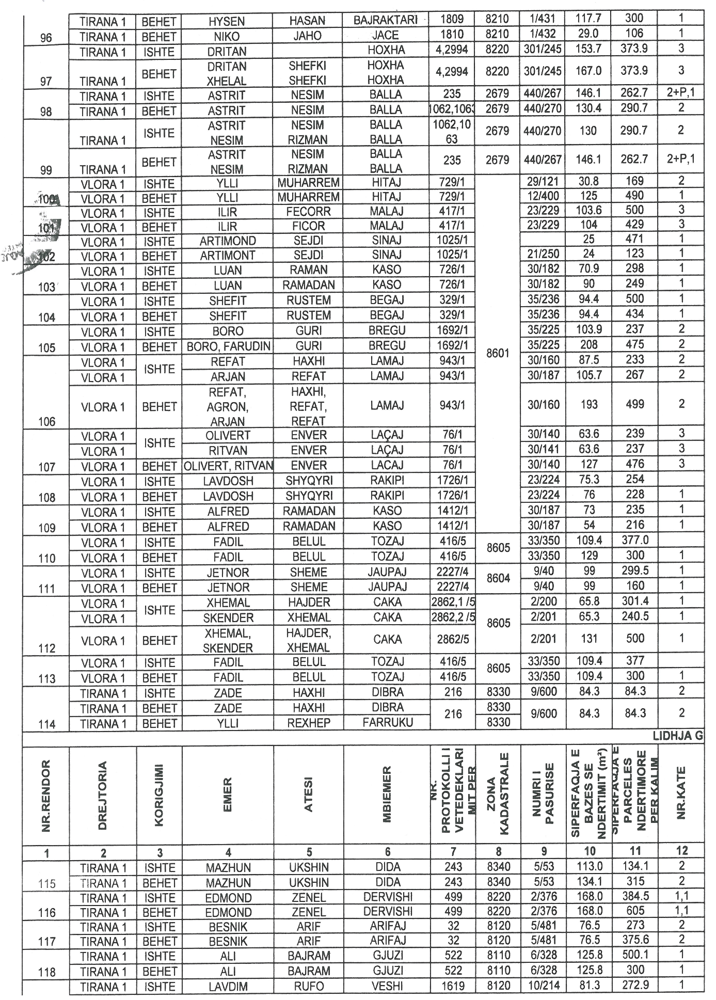 TIRANA 1 BEHET HYSEN HASAN BAJRAKTARI 1809 8210 1/431 117.7 300 1
96 TIRANA 1 BEHET NIKO JAHO JACE 1810 8210 1/432 29.0 106 1
TIRANA 1 ISHTE DRITAN HOXHA 4,2994 8220 301/245 153.7 373.9 3
DRITAN SHEFKI HOXHA
97 TIRANA 1 BEHET XHELAL SHEFKI HOXHA 4,2994 8220 301/245 167.0 373.9 3
TIRANA 1 ISHTE ASTRIT NESIM BALLA 235 2679 440/267 146.1 262.7 2+P,1
98 TIRANA 1 BEHET ASTRIT NESIM BALLA 1062,1063 2679 440/270 130.4 290.7 2
ASTRIT NESIM BALLA 1062,10
TIRANA 1 ISHTE NESIM RIZMAN BALLA 63 2679 440/270 130 290.7 2
ASTRIT NESIM BALLA
99 TIRANA 1 BEHET NESIM RIZMAN BALLA 235 2679 440/267 146.1 262.7 2+P,1
VLORA 1 ISHTE YLLI MUHARREM HITAJ 729/1 29/121 30.8 169 2
100 VLORA 1 BEHET YLLI MUHARREM HITAJ 729/1 12/400 125 490 1
VLORA 1 ISHTE ILIR FECORR MALAJ 417/1 23/229 103.6 500 3
101 VLORA 1 BEHET ILIR FICOR MALAJ 417/1 23/229 104 429 3
VLORA 1 ISHTE ARTIMOND SEJDI SINAJ 1025/1 25 471 1
102 VLORA 1 BEHET ARTIMONT SEJDI SINAJ 1025/1 21/250 24 123 1
VLORA 1 ISHTE LUAN RAMAN KASO 726/1 30/182 70.9 298 1
103 VLORA 1 BEHET LUAN RAMADAN KASO 726/1 30/182 90 249 1
VLORA 1 ISHTE SHEFIT RUSTEM BEGAJ 329/1 35/236 94.4 500 1
104 VLORA 1 BEHET SHEFIT RUSTEM BEGAJ 329/1 35/236 94.4 434 1
VLORA 1 ISHTE BORO GURI BREGU 1692/1 35/225 103.9 237 2
105 VLORA 1 BEHET BORO, FARUDIN GURI BREGU 1692/1 8601 35/225 208 475 2
VLORA 1 ISHTE REFAT HAXHI LAMAJ 943/1 30/160 87.5 233 2
VLORA 1 ARJAN REFAT LAMAJ 943/1 30/187 105.7 267 2
REFAT, HAXHI,
VLORA 1 BEHET AGRON, REFAT, LAMAJ 943/1 30/160 193 499 2
106 ARJAN REFAT
VLORA 1 ISHTE OLIVERT ENVER LAÇAJ 76/1 30/140 63.6 239 3
VLORA 1 RITVAN ENVER LAÇAJ 76/1 30/141 63.6 237 3
107 VLORA 1 BEHET OLIVERT, RITVAN ENVER LACAJ 76/1 30/140 127 476 3
VLORA 1 ISHTE LAVDOSH SHYQYRI RAKIPI 1726/1 23/224 75.3 254
108 VLORA 1 BEHET LAVDOSH SHYQYRI RAKIPI 1726/1 23/224 76 228 1
VLORA 1 ISHTE ALFRED RAMADAN KASO 1412/1 30/187 73 235 1
109 VLORA 1 BEHET ALFRED RAMADAN KASO 1412/1 30/187 54 216 1
VLORA 1 ISHTE FADIL BELUL TOZAJ 416/5 8605 33/350 109.4 377.0
110 VLORA 1 BEHET FADIL BELUL TOZAJ 416/5 33/350 129 300 1
VLORA 1 ISHTE JETNOR SHEME JAUPAJ 2227/4 8604 9/40 99 299.5 1
111 VLORA 1 BEHET JETNOR SHEME JAUPAJ 2227/4 9/40 99 160 1
VLORA 1 ISHTE XHEMAL HAJDER CAKA 2862,1 /5 2/200 65.8 301.4 1
VLORA 1 SKENDER XHEMAL CAKA 2862,2 /5 8605 2/201 65.3 240.5 1
XHEMAL, HAJDER,
112 VLORA 1 BEHET SKENDER XHEMAL CAKA 2862/5 2/201 131 500 1
VLORA 1 ISHTE FADIL BELUL TOZAJ 416/5 8605 33/350 109.4 377
113 VLORA 1 BEHET FADIL BELUL TOZAJ 416/5 33/350 109.4 300 1
TIRANA 1 ISHTE ZADE HAXHI DIBRA 216 8330 9/600 84.3 84.3 2
TIRANA 1 BEHET ZADE HAXHI DIBRA 216 8330 9/600 84.3 84.3 2
114 TIRANA 1 BEHET YLLI REXHEP FARRUKU 8330
LIDHJA G
NR.RENDOR
DREJTORIA
KORIGJIMI
EMER
ATESI
MBIEMER
NR.
PROTOKOLLI I
VETEDEKLARI
MIT PER
ZONA
KADASTRALE
NUMRI I
PASURISE
SIPERFAQJA E
BAZES SE
NDERTIMIT (m²)
SIPERFAQJA E
PARCELES
NDERTIMORE
PER KALIM
NR.KATE
1 2 3 4 5 6 7 8 9 10 11 12
TIRANA 1 ISHTE MAZHUN UKSHIN DIDA 243 8340 5/53 113.0 134.1 2
115 TIRANA 1 BEHET MAZHUN UKSHIN DIDA 243 8340 5/53 134.1 315 2
TIRANA 1 ISHTE EDMOND ZENEL DERVISHI 499 8220 2/376 168.0 384.5 1,1
116 TIRANA 1 BEHET EDMOND ZENEL DERVISHI 499 8220 2/376 168.0 605 1,1
TIRANA 1 ISHTE BESNIK ARIF ARIFAJ 32 8120 5/481 76.5 273 2
117 TIRANA 1 BEHET BESNIK ARIF ARIFAJ 32 8120 5/481 76.5 375.6 2
TIRANA 1 ISHTE ALI BAJRAM GJUZI 522 8110 6/328 125.8 500.1 1
118 TIRANA 1 BEHET ALI BAJRAM GJUZI 522 8110 6/328 125.8 300 1
TIRANA 1 ISHTE LAVDIM RUFO VESHI 1619 8120 10/214 81.3 272.9 1